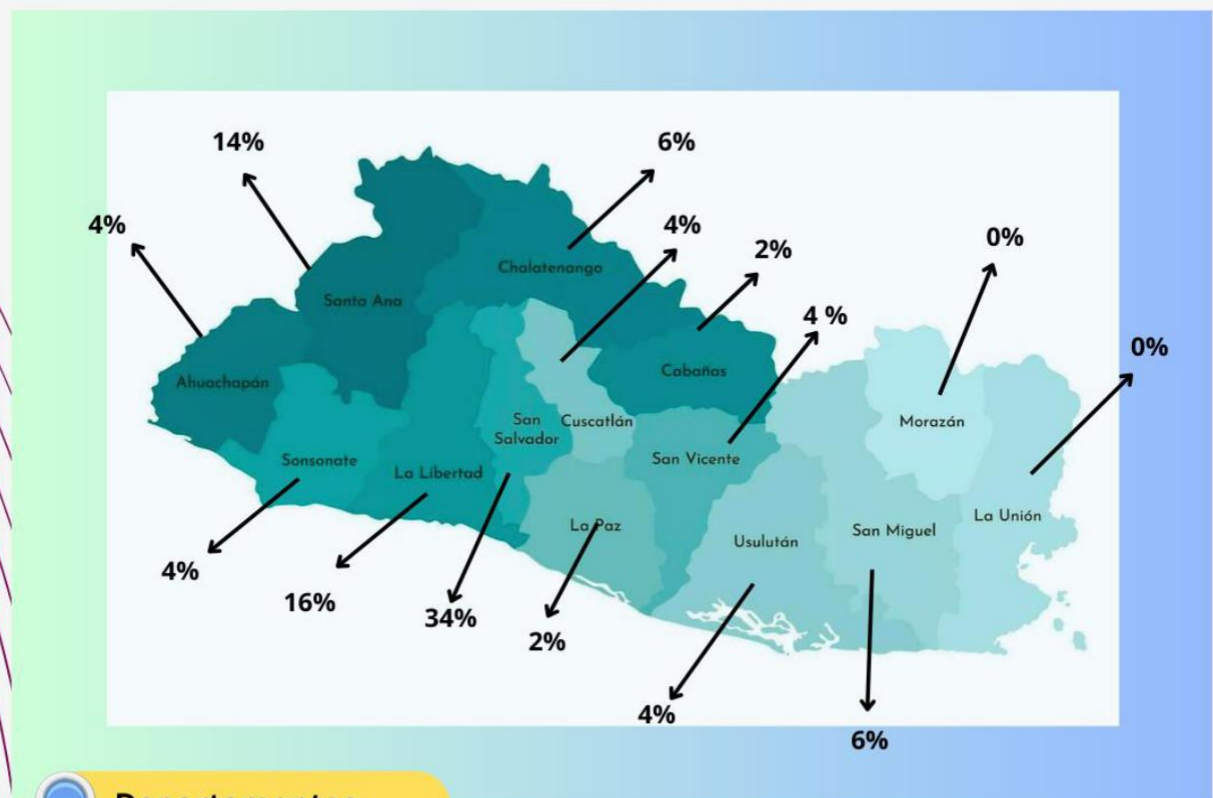 14%
6%
4%
4%
2%
0%
4 %
0%
Chalatenango
Santa Ana
Cabañas
Ahuachapán
San
Salvador
Cuscatlán
Morazán
San Vicente
Sonsonate
La Libertad
La Paz
Usulután
San Miguel
La Unión
4%
16%
34%
2%
4%
6%